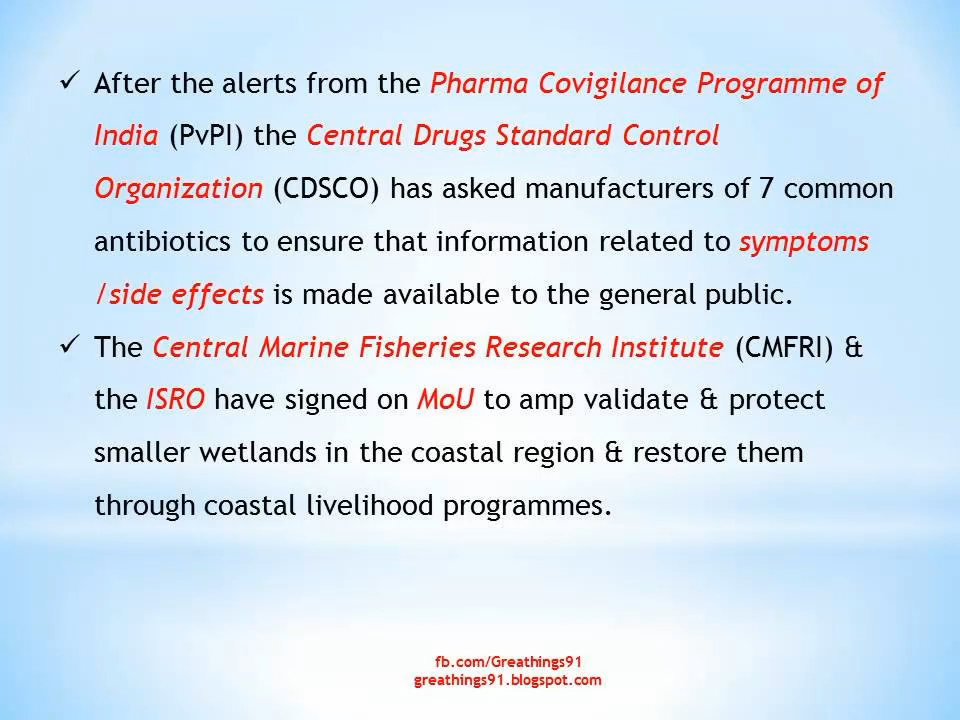 ✓ After the alerts from the Pharma Covigilance Programme of
India (PvPI) the Central Drugs Standard Control
Organization (CDSCO) has asked manufacturers of 7 common
antibiotics to ensure that information related to symptoms
/side effects is made available to the general public.
✓ The Central Marine Fisheries Research Institute (CMFRI) &
the ISRO have signed on MoU to amp validate & protect
smaller wetlands in the coastal region & restore them
through coastal livelihood programmes.
fb.com/Greathings91
greathings91.blogspot.com